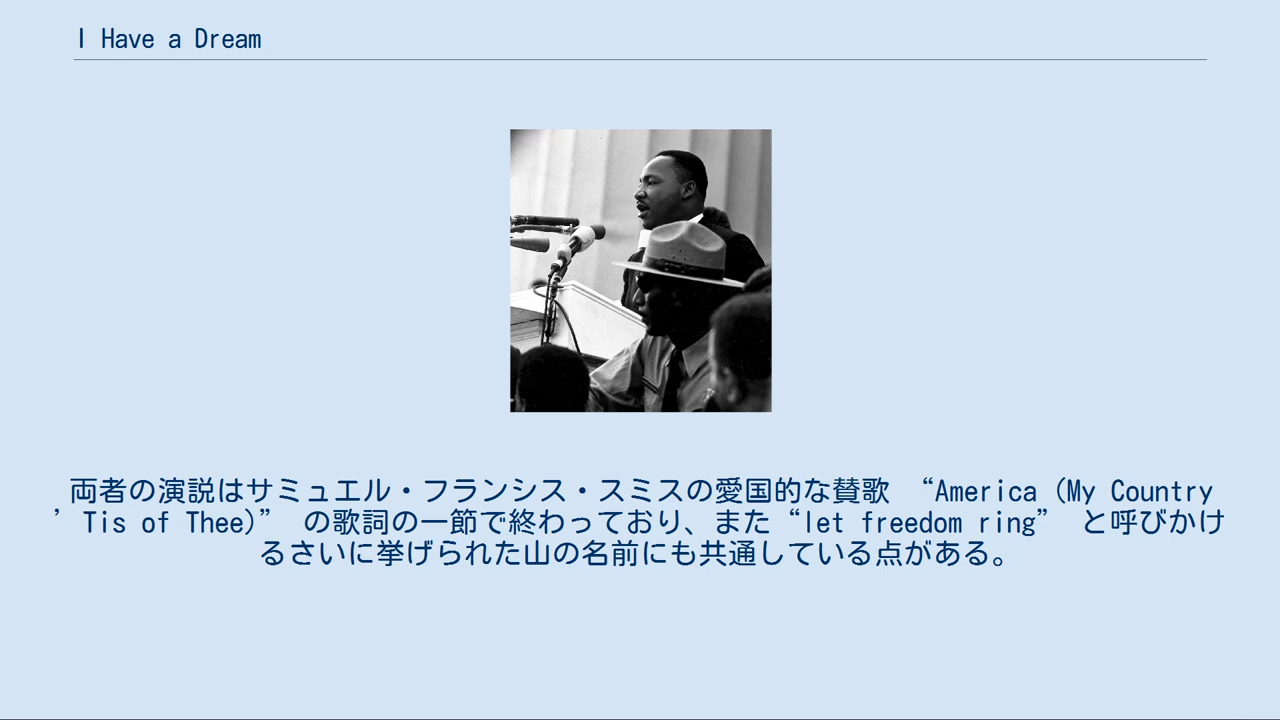 I Have a Dream
両者の演説はサミュエル・フランシス・スミスの愛国的な賛歌 “America (My Country
’ Tis of Thee)” の歌詞の一節で終わっており、また“let freedom ring” と呼びかけ
るさいに挙げられた山の名前にも共通している点がある。